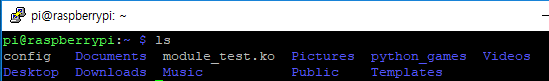 pi@raspberrypi: ~
pi@raspberrypi:~ $ ls
config Documents module_test.ko Pictures python_games Videos
Desktop Downloads Music Public Templates